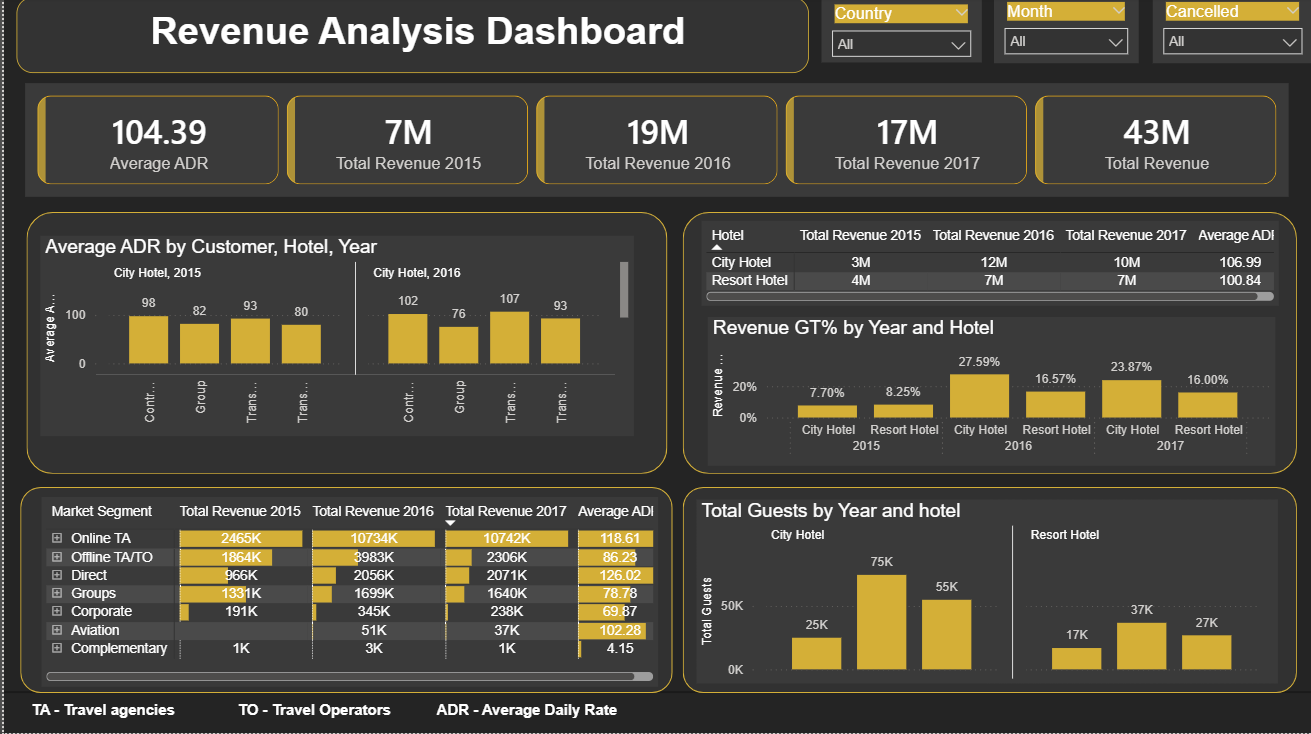 Revenue Analysis Dashboard
Country
All
Month
All
Cancelled
All
104.39
Average ADR
7M
Total Revenue 2015
19M
Total Revenue 2016
17M
Total Revenue 2017
43M
Total Revenue
Average ADR by Customer, Hotel, Year
City Hotel, 2015
City Hotel, 2016
Average A...
100
0
98
82
93
80
102
76
107
93
Contr...
Group
Trans...
Trans...
Contr...
Group
Trans...
Trans...
Hotel Total Revenue 2015 Total Revenue 2016 Total Revenue 2017 Average ADI
City Hotel 3M 12M 10M 106.99
Resort Hotel 4M 7M 7M 100.84
Revenue GT% by Year and Hotel
Revenue ...
20%
0%
7.70%
8.25%
27.59%
16.57%
23.87%
16.00%
City Hotel Resort Hotel City Hotel Resort Hotel City Hotel Resort Hotel
2015 2016 2017
Market Segment Total Revenue 2015 Total Revenue 2016 Total Revenue 2017 Average ADI
Online TA 2465K 10734K 10742K 118.61
Offline TA/TO 1864K 3983K 2306K 86.23
Direct 966K 2056K 2071K 126.02
Groups 1331K 1699K 1640K 78.78
Corporate 191K 345K 238K 69.87
Aviation 51K 37K 102.28
Complementary 1K 3K 1K 4.15
Total Guests by Year and hotel
City Hotel
Resort Hotel
Total Guests
50K
0K
25K
75K
55K
17K
37K
27K
TA - Travel agencies TO - Travel Operators ADR - Average Daily Rate